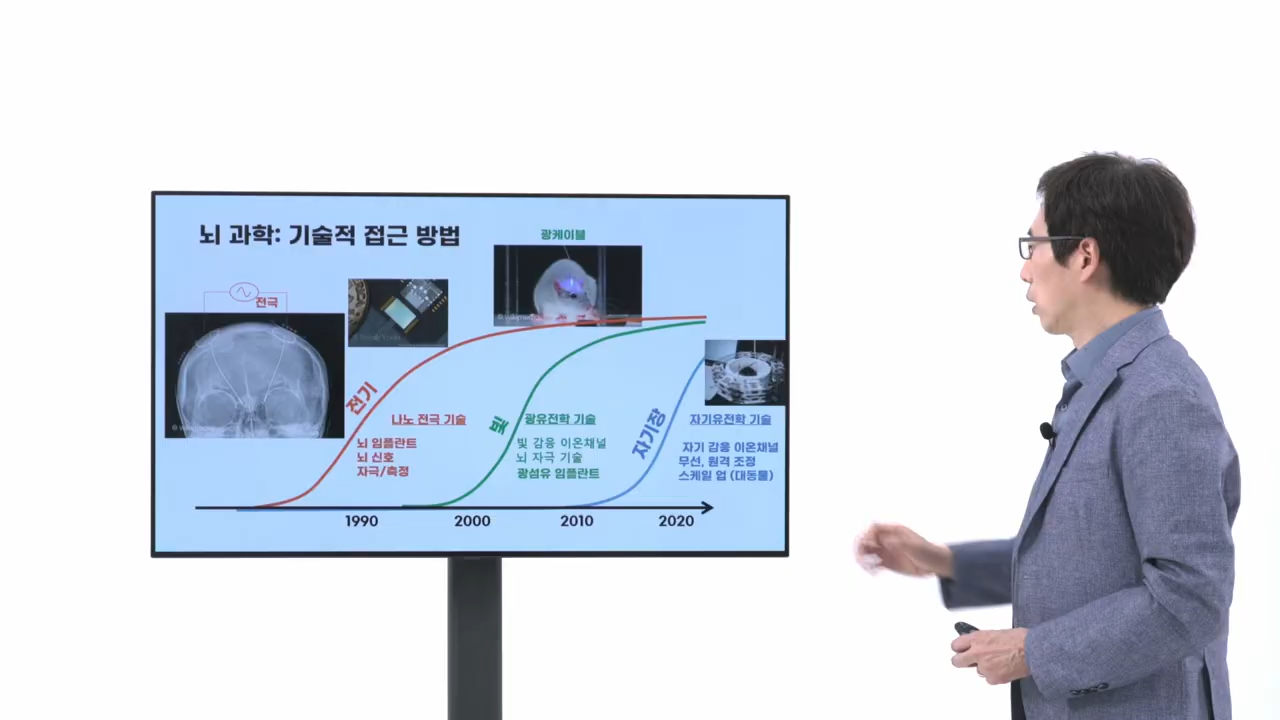 뇌 과학: 기술적 접근 방법
광케이블
전극
전기
나노 전극 기술
뇌 임플란트
뇌 신호
자극/측정
빛
광유전학 기술
빛 감응 이온채널
뇌 자극 기술
광섬유 임플란트
자기장
자기유전학 기술
자기 감응 이온채널
무선, 원격 조정
스케일 업 (대동물)
1990
2000
2010
2020